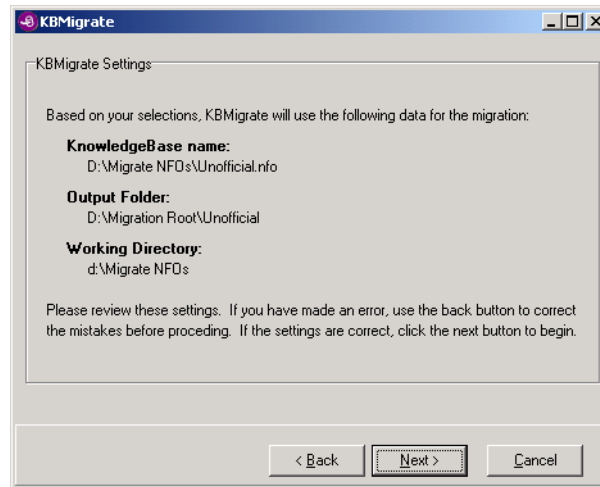 KBMigrate
KBMigrate Settings
Based on your selections, KBMigrate will use the following data for the migration:
KnowledgeBase name:
D:\Migrate NFOs\Unofficial.nfo
Output Folder:
D:\Migration Root\Unofficial
Working Directory:
d:\Migrate NFOs
Please review these settings. If you have made an error, use the back button to correct
the mistakes before proceding. If the settings are correct, click the next button to begin.
< Back
Next >
Cancel